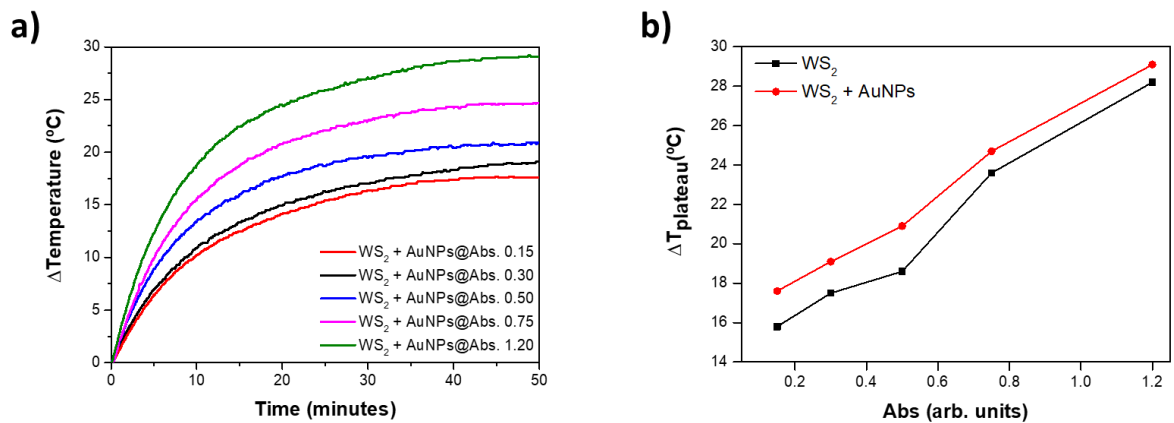 a)
30
25
20
15
10
5
0
ΔTemperature (ºC)
WS₂ + AuNPs@Abs. 0.15
WS₂ + AuNPs@Abs. 0.30
WS₂ + AuNPs@Abs. 0.50
WS₂ + AuNPs@Abs. 0.75
WS₂ + AuNPs@Abs. 1.20
0 10 20 30 40 50
Time (minutes)
b)
30
28
26
24
22
20
18
16
14
ΔTplateau(ºC)
WS₂
WS₂ + AuNPs
0.2 0.4 0.6 0.8 1.0 1.2
Abs (arb. units)